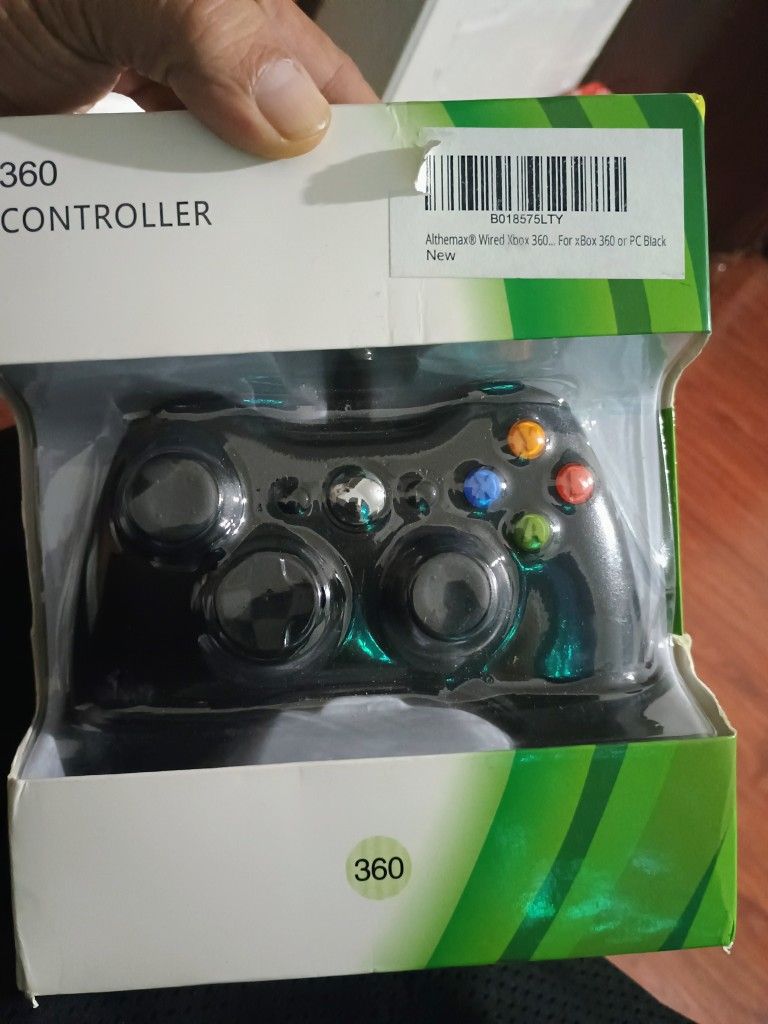 360
CONTROLLER
B018575LTY
Althemax® Wired Xbox 360... For xBox 360 or PC Black
New
Y
X
B
A
360